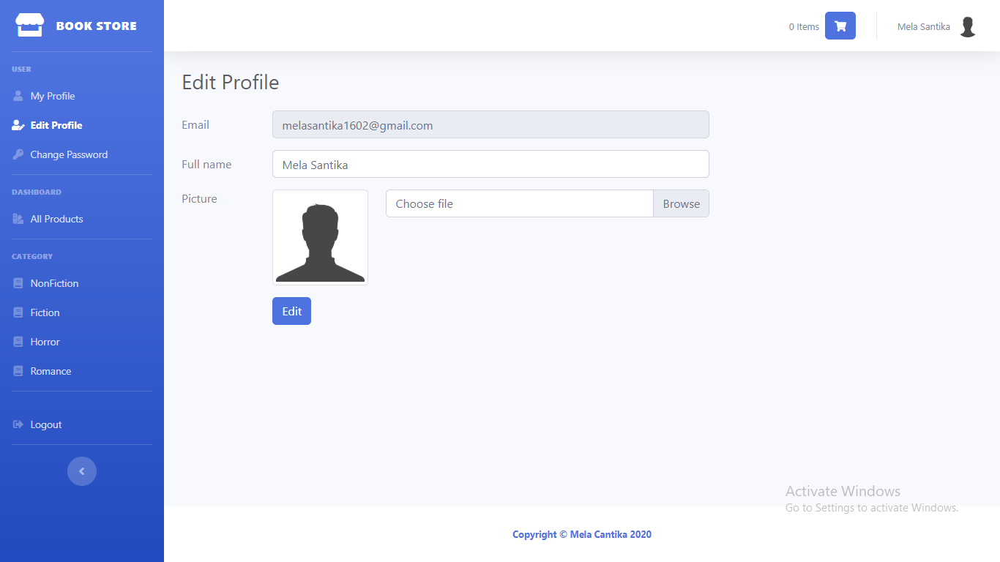 BOOK STORE
0 Items
Mela Santika
USER
My Profile
Edit Profile
Change Password
DASHBOARD
All Products
CATEGORY
NonFiction
Fiction
Horror
Romance
Logout
Edit Profile
Email
melasantika1602@gmail.com
Full name
Mela Santika
Picture
Choose file
Browse
Edit
Activate Windows
Go to Settings to activate Windows.
Copyright © Mela Cantika 2020